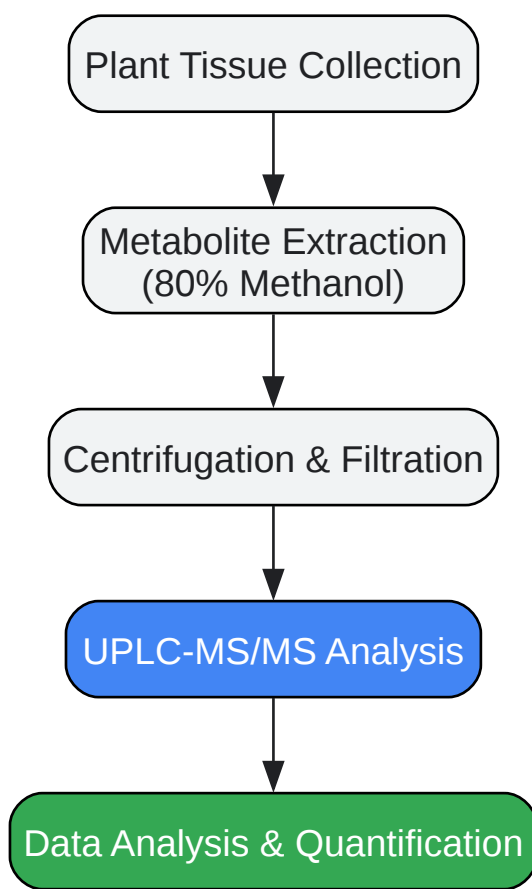 Plant Tissue Collection
Metabolite Extraction
(80% Methanol)
Centrifugation & Filtration
UPLC-MS/MS Analysis
Data Analysis & Quantification